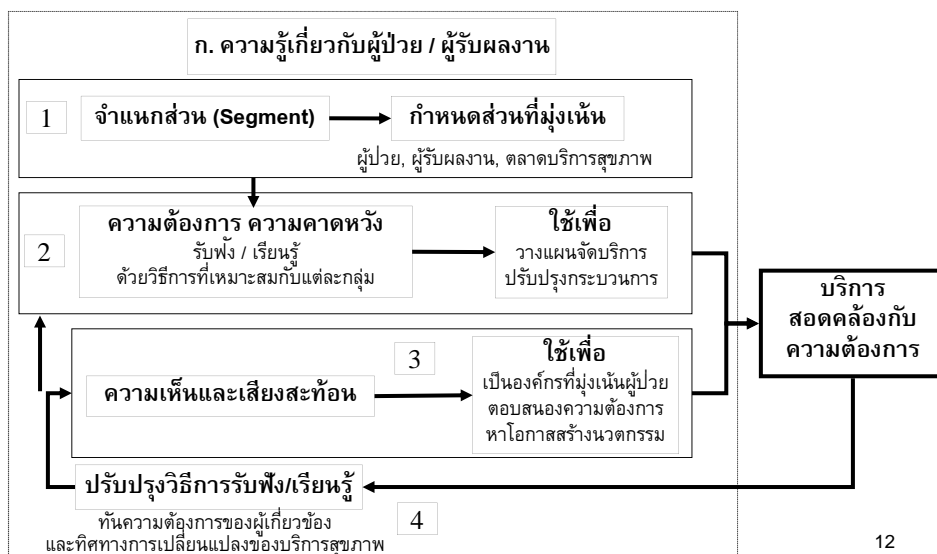 ก. ความรู้เกี่ยวกับผู้ป่วย / ผู้รับผลงาน
1
จำแนกส่วน (Segment)
กำหนดส่วนที่มุ่งเน้น
ผู้ป่วย, ผู้รับผลงาน, ตลาดบริการสุขภาพ
2
ความต้องการ ความคาดหวัง
รับฟัง / เรียนรู้
ด้วยวิธีการที่เหมาะสมกับแต่ละกลุ่ม
ใช้เพื่อ
วางแผนจัดบริการ
ปรับปรุงกระบวนการ
บริการ
สอดคล้องกับ
ความต้องการ
3
ความเห็นและเสียงสะท้อน
ใช้เพื่อ
เป็นองค์กรที่มุ่งเน้นผู้ป่วย
ตอบสนองความต้องการ
หาโอกาสสร้างนวตกรรม
ปรับปรุงวิธีการรับฟัง/เรียนรู้
4
ทันความต้องการของผู้เกี่ยวข้อง
และทิศทางการเปลี่ยนแปลงของบริการสุขภาพ
12